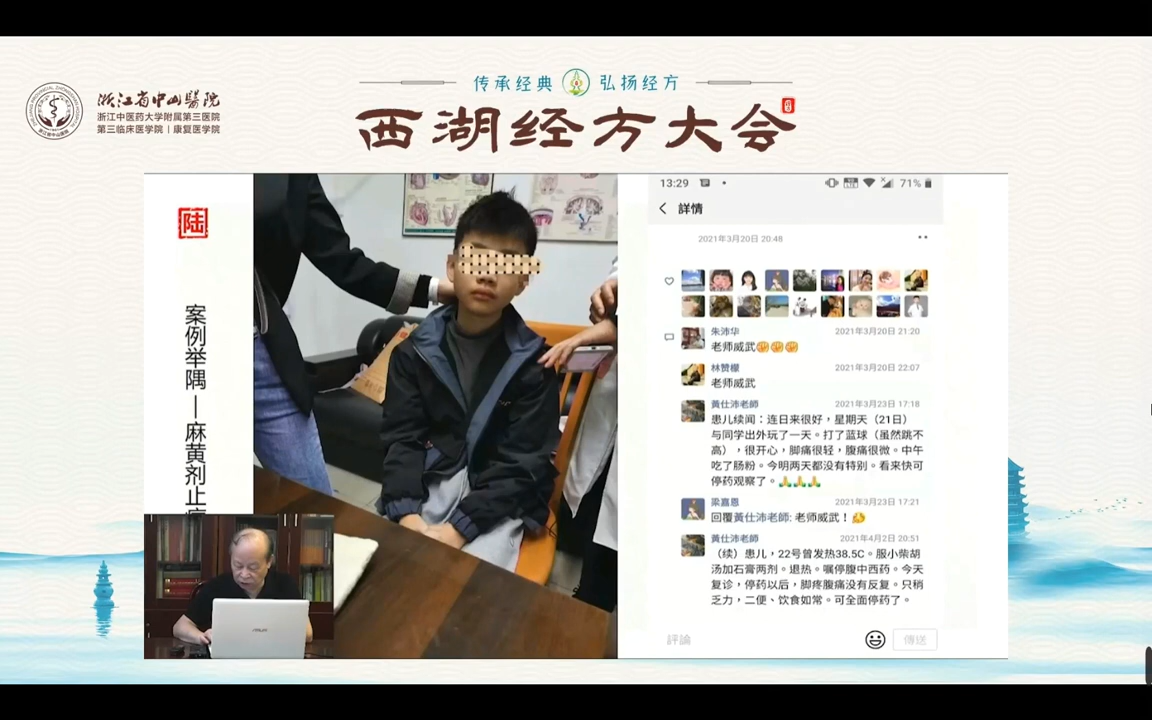 浙江省中山醫院
浙江中医药大学附属第三医院
第三临床医学院 | 康复医学院
传承经典 弘扬经方
西湖经方大会
陆
案例举隅—麻黄剂止
13:29
71%
詳情
2021年3月20日 20:48
朱沛华 2021年3月20日 21:20
老师威武
林赞檬 2021年3月20日 22:07
老师威武
黃仕沛老師 2021年3月23日 17:18
患儿续闻：连日来很好，星期天（21日）
与同学出外玩了一天。打了蓝球（虽然跳不
高），很开心，脚痛很轻，腹痛很微。中午
吃了肠粉。今明两天都没有特别。看来快可
停药观察了。🙏🙏🙏
梁嘉恩 2021年3月23日 17:21
回覆黃仕沛老師: 老师威武！
黃仕沛老師 2021年4月2日 20:51
（续）患儿，22号曾发热38.5C。服小柴胡
汤加石膏两剂。退热。嘱停腹中西药。今天
复诊，停药以后，脚疼腹痛没有反复。只稍
乏力，二便、饮食如常。可全面停药了。
評論
傳送
ASUS